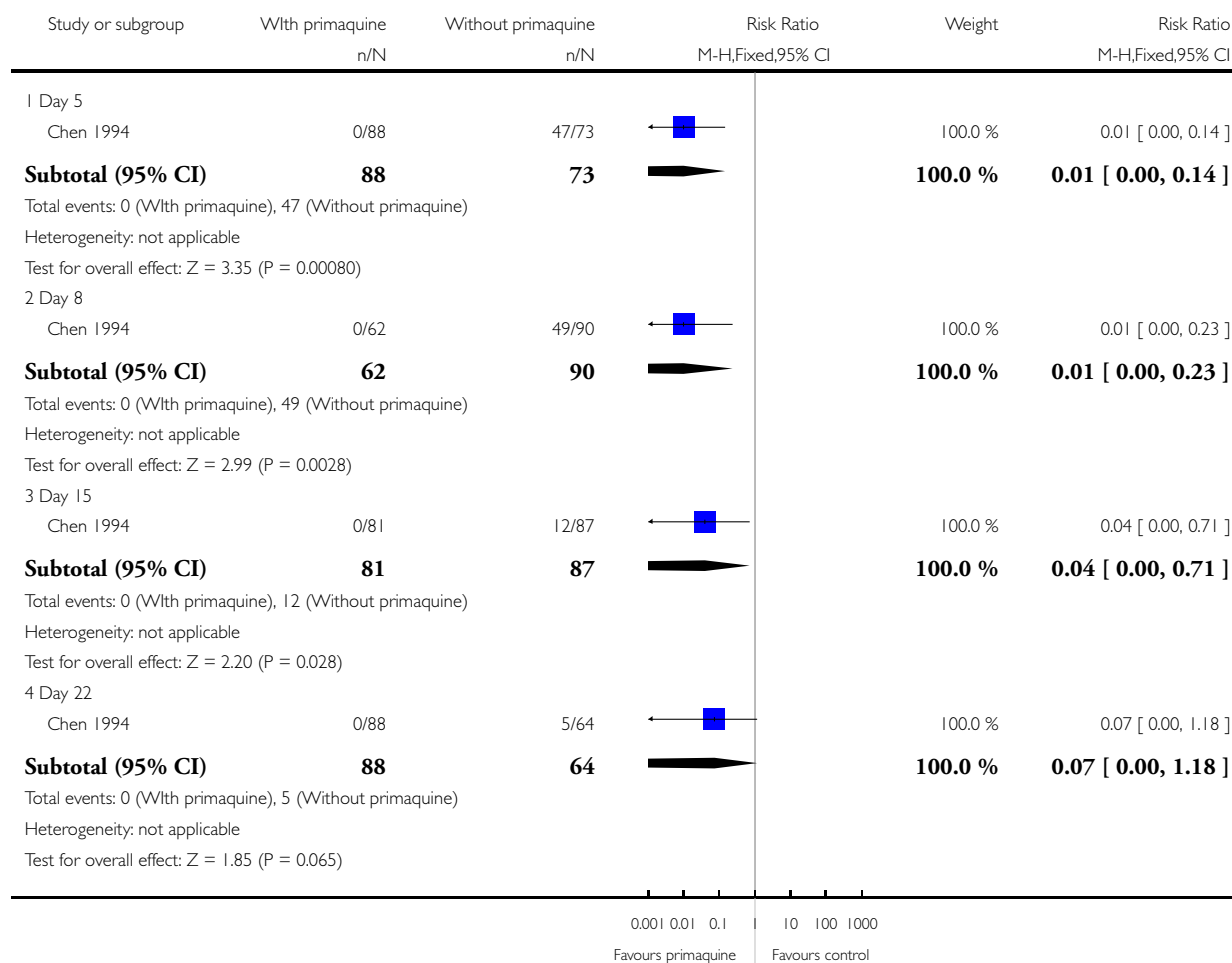 Study or subgroup WIth primaquine Without primaquine Risk Ratio Weight Risk Ratio
n/N n/N M-H,Fixed,95% CI M-H,Fixed,95% CI
1 Day 5
Chen 1994 0/88 47/73 100.0 % 0.01 [ 0.00, 0.14 ]
Subtotal (95% CI) 88 73 100.0 % 0.01 [ 0.00, 0.14 ]
Total events: 0 (WIth primaquine), 47 (Without primaquine)
Heterogeneity: not applicable
Test for overall effect: Z = 3.35 (P = 0.00080)
2 Day 8
Chen 1994 0/62 49/90 100.0 % 0.01 [ 0.00, 0.23 ]
Subtotal (95% CI) 62 90 100.0 % 0.01 [ 0.00, 0.23 ]
Total events: 0 (WIth primaquine), 49 (Without primaquine)
Heterogeneity: not applicable
Test for overall effect: Z = 2.99 (P = 0.0028)
3 Day 15
Chen 1994 0/81 12/87 100.0 % 0.04 [ 0.00, 0.71 ]
Subtotal (95% CI) 81 87 100.0 % 0.04 [ 0.00, 0.71 ]
Total events: 0 (WIth primaquine), 12 (Without primaquine)
Heterogeneity: not applicable
Test for overall effect: Z = 2.20 (P = 0.028)
4 Day 22
Chen 1994 0/88 5/64 100.0 % 0.07 [ 0.00, 1.18 ]
Subtotal (95% CI) 88 64 100.0 % 0.07 [ 0.00, 1.18 ]
Total events: 0 (WIth primaquine), 5 (Without primaquine)
Heterogeneity: not applicable
Test for overall effect: Z = 1.85 (P = 0.065)
0.001 0.01 0.1 1 10 100 1000
Favours primaquine Favours control